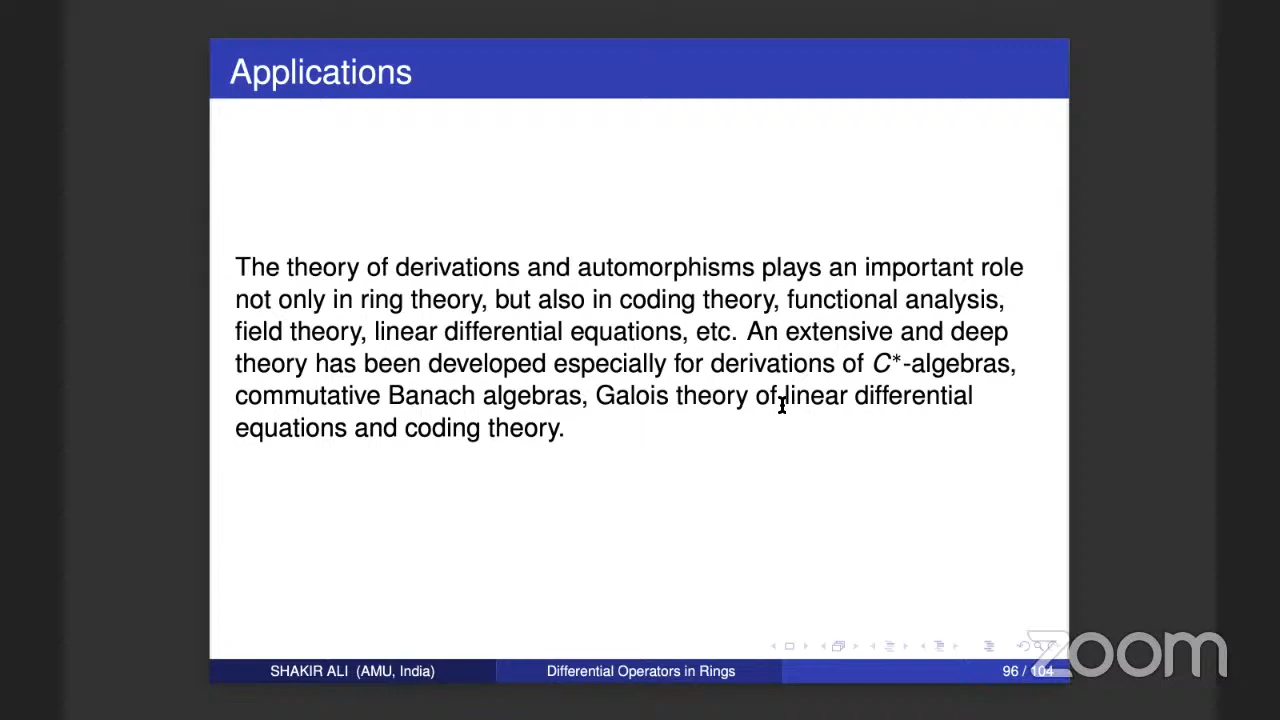 Applications
The theory of derivations and automorphisms plays an important role
not only in ring theory, but also in coding theory, functional analysis,
field theory, linear differential equations, etc. An extensive and deep
theory has been developed especially for derivations of C*-algebras,
commutative Banach algebras, Galois theory of linear differential
equations and coding theory.
SHAKIR ALI (AMU, India)
Differential Operators in Rings
96 / 104
zoom